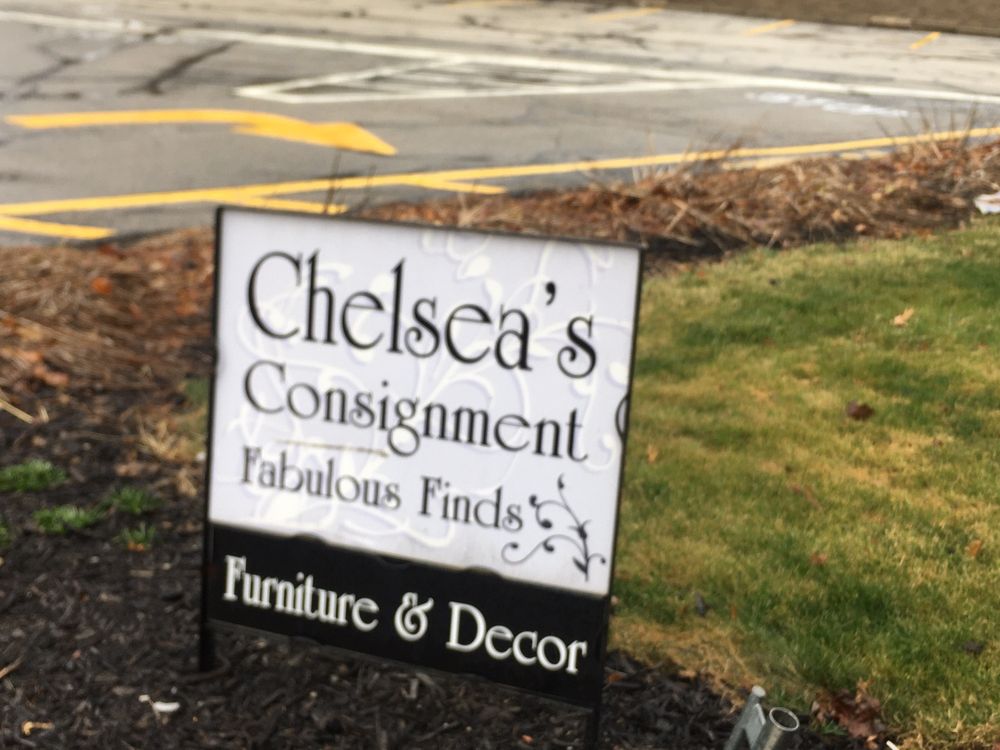 Chelsea's
Consignment
Fabulous Finds
Furniture & Decor